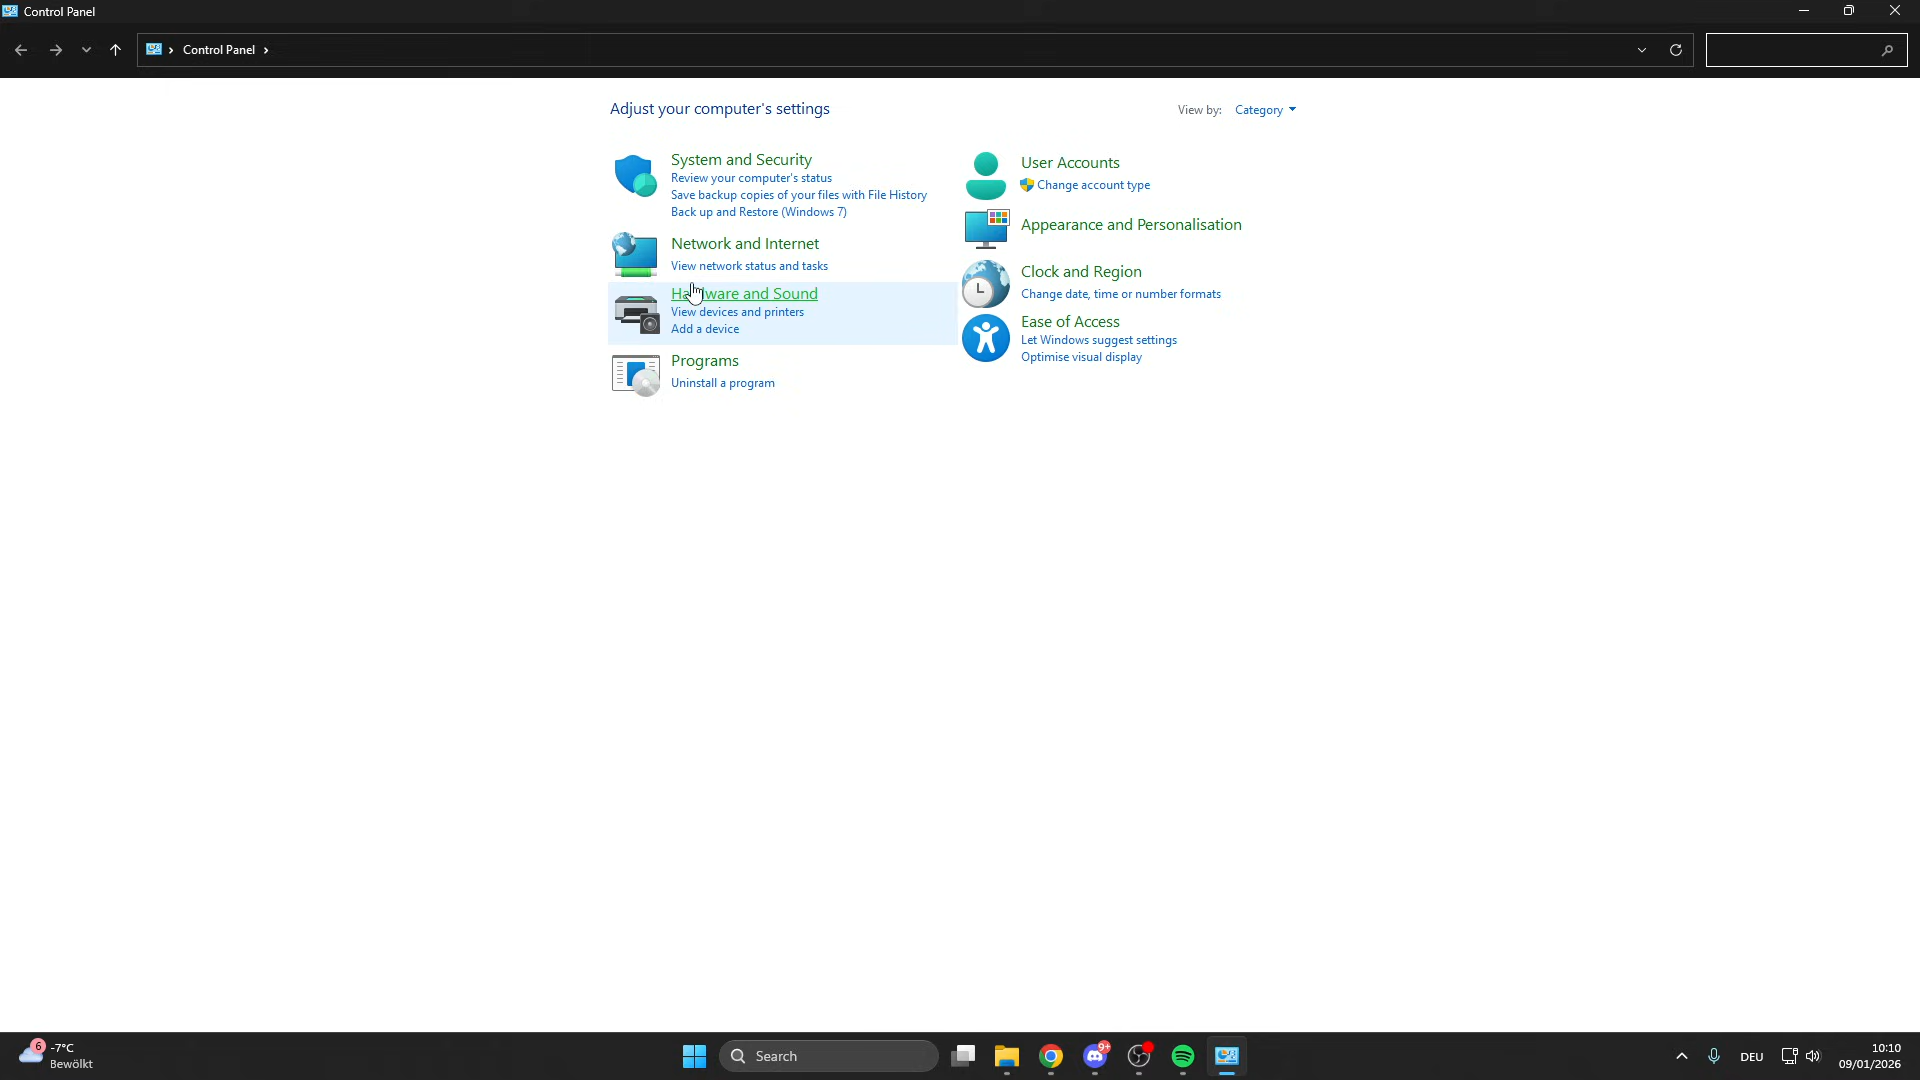 Control Panel
Control Panel
Adjust your computer's settings
View by: Category
System and Security
Review your computer's status
Save backup copies of your files with File History
Back up and Restore (Windows 7)
Network and Internet
View network status and tasks
Hardware and Sound
View devices and printers
Add a device
Programs
Uninstall a program
User Accounts
Change account type
Appearance and Personalisation
Clock and Region
Change date, time or number formats
Ease of Access
Let Windows suggest settings
Optimise visual display
6
-7°C
Bewölkt
Search
9+
DEU
10:10
09/01/2026